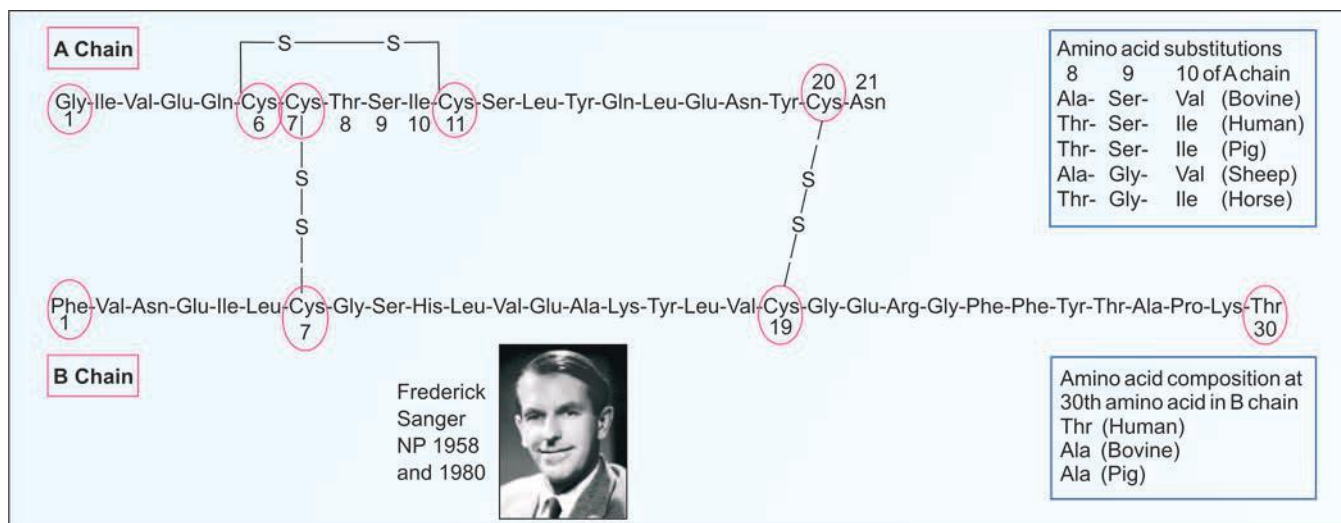 A Chain
S S
Gly-Ile-Val-Glu-Gln-Cys-Cys-Thr-Ser-Ile-Cys-Ser-Leu-Tyr-Gln-Leu-Glu-Asn-Tyr-Cys-Asn
20 21
1 6 7 8 9 10 11
S S
S S
Phe-Val-Asn-Glu-Ile-Leu-Cys-Gly-Ser-His-Leu-Val-Glu-Ala-Lys-Tyr-Leu-Val-Cys-Gly-Glu-Arg-Gly-Phe-Phe-Tyr-Thr-Ala-Pro-Lys-Thr
1 7 19 30
B Chain
Frederick
Sanger
NP 1958
and 1980
Amino acid substitutions
8 9 10 of A chain
Ala- Ser- Val (Bovine)
Thr- Ser- Ile (Human)
Thr- Ser- Ile (Pig)
Ala- Gly- Val (Sheep)
Thr- Gly- Ile (Horse)
Amino acid composition at
30th amino acid in B chain
Thr (Human)
Ala (Bovine)
Ala (Pig)